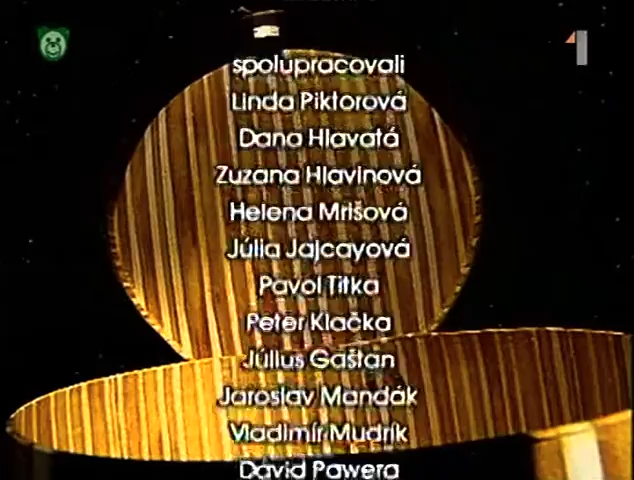 1
spolupracovali
Linda Piktorová
Dana Hlavatá
Zuzana Hlavinová
Helena Mrišová
Júlia Jajcayová
Pavol Titka
Peter Klačka
Július Gaštan
Jaroslav Mandák
Vladimír Mudrík
David Pawera